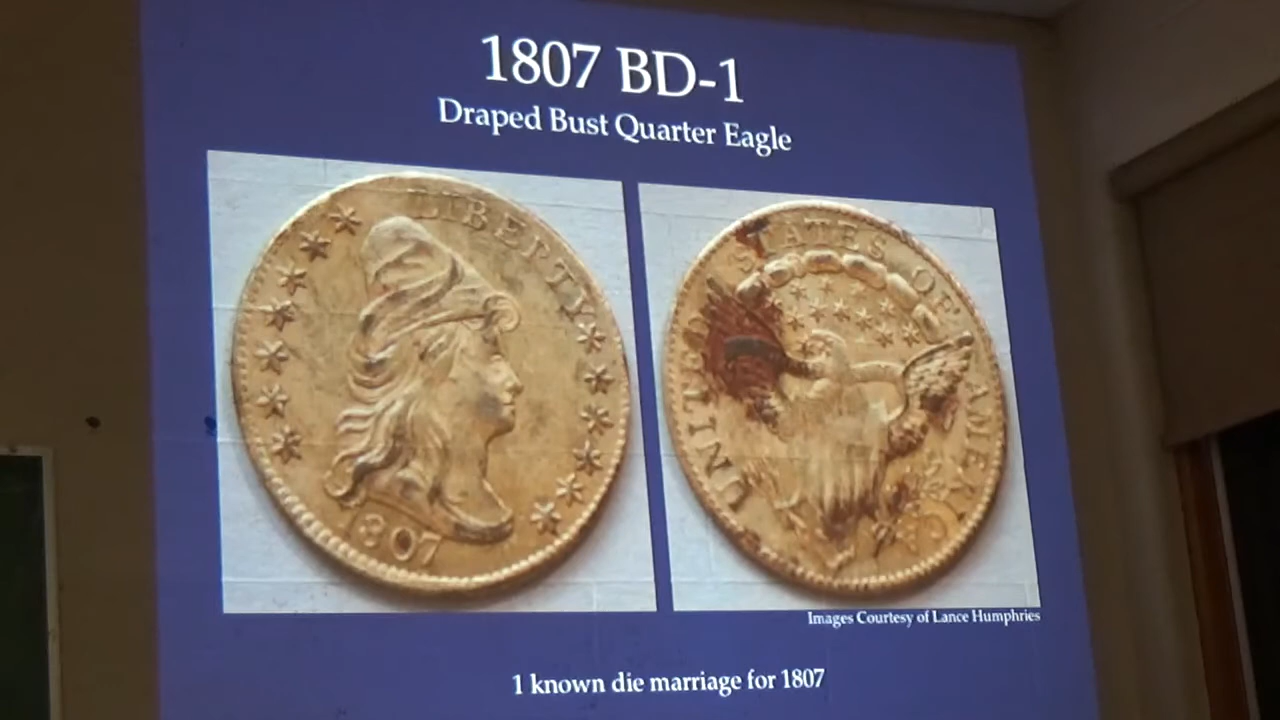 1807 BD-1
Draped Bust Quarter Eagle
LIBERTY
1807
UNITED STATES OF AMERI
Images Courtesy of Lance Humphries
1 known die marriage for 1807